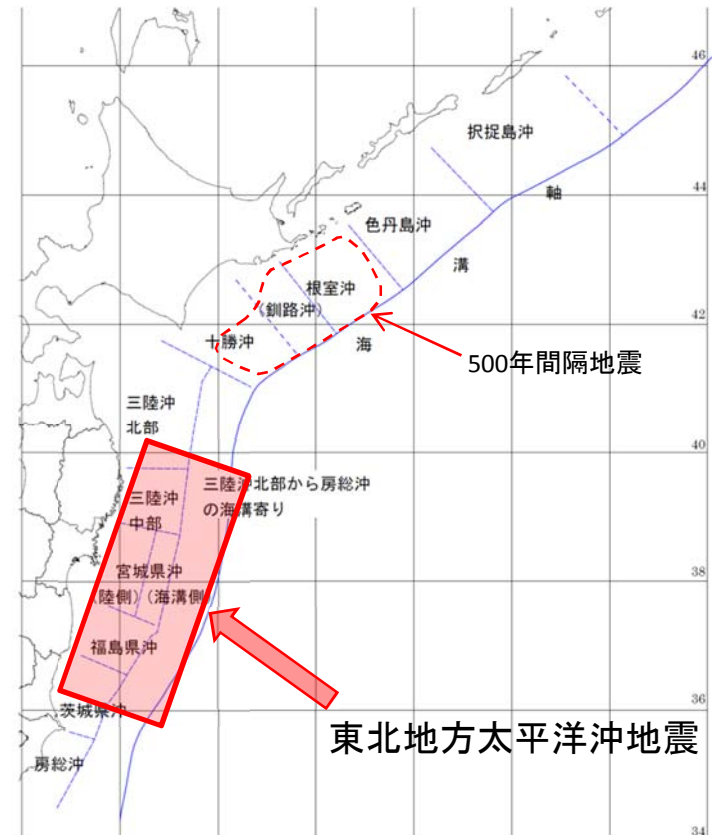 46
択捉島沖
44
軸
色丹島沖
溝
根室沖
(釧路沖)
42
十勝沖
海
500年間隔地震
三陸沖
北部
40
三陸沖北部から房総沖
の海溝寄り
三陸沖
中部
38
宮城県沖
(陸側)(海溝側)
福島県沖
36
茨城県沖
東北地方太平洋沖地震
房総沖
34